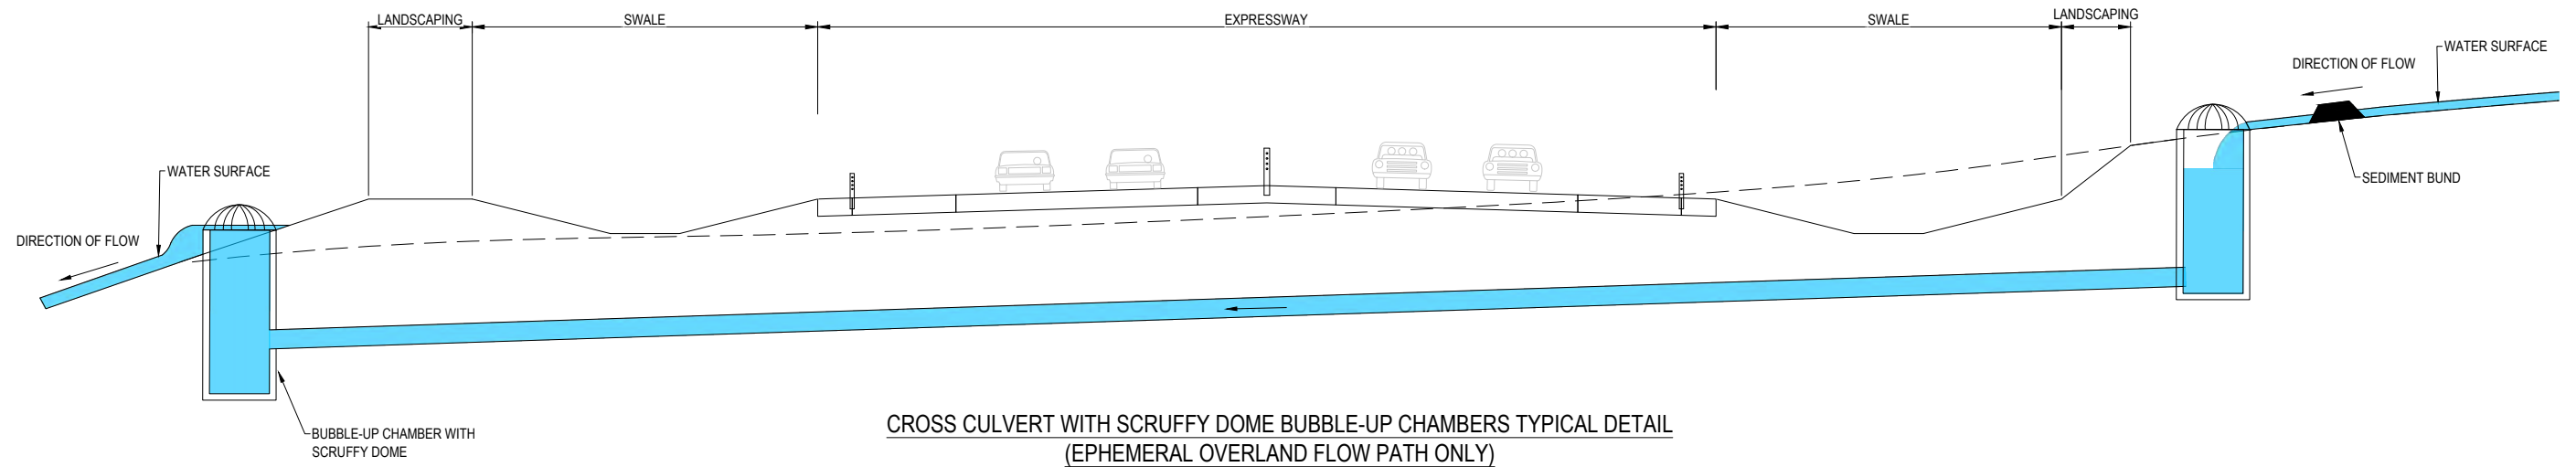 LANDSCAPING
SWALE
EXPRESSWAY
SWALE
LANDSCAPING
WATER SURFACE
DIRECTION OF FLOW
SEDIMENT BUND
WATER SURFACE
DIRECTION OF FLOW
BUBBLE-UP CHAMBER WITH
SCRUFFY DOME
CROSS CULVERT WITH SCRUFFY DOME BUBBLE-UP CHAMBERS TYPICAL DETAIL
(EPHEMERAL OVERLAND FLOW PATH ONLY)